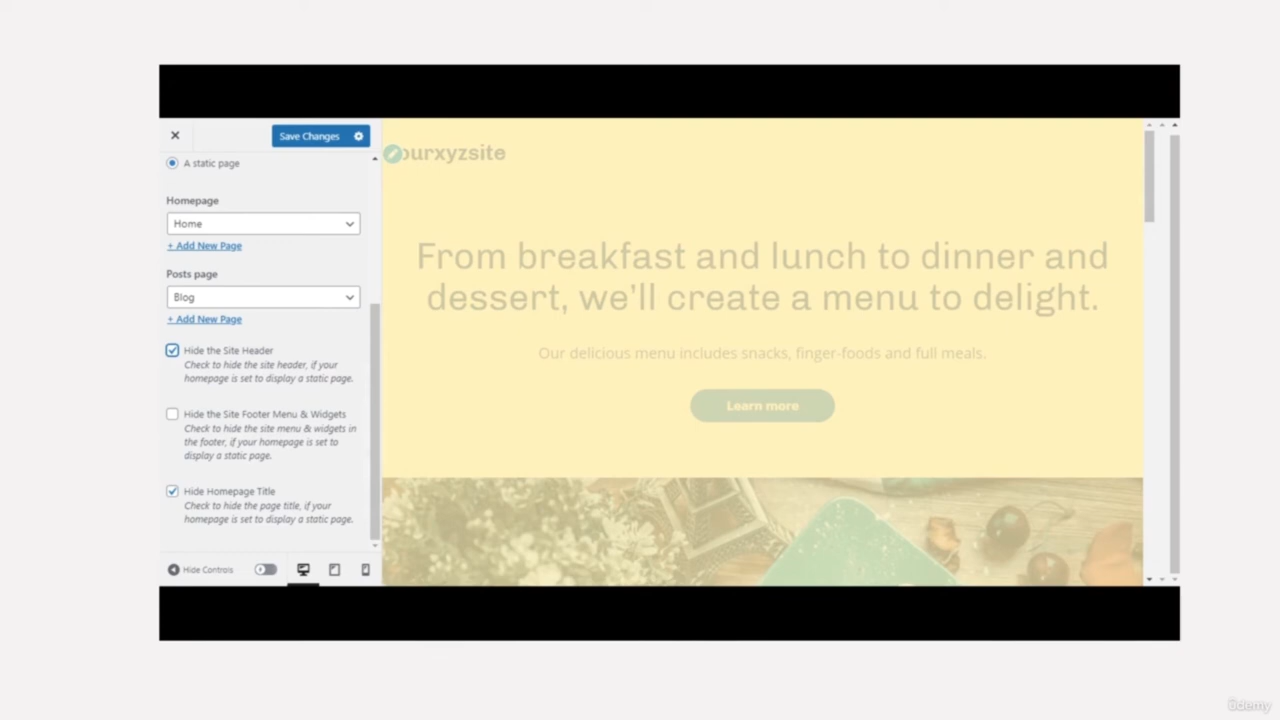 Save Changes
A static page
Homepage
Home
+ Add New Page
Posts page
Blog
+ Add New Page
Hide the Site Header
Check to hide the site header, if your
homepage is set to display a static page.
Hide the Site Footer Menu & Widgets
Check to hide the site menu & widgets in
the footer, if your homepage is set to
display a static page.
Hide Homepage Title
Check to hide the page title, if your
homepage is set to display a static page.
Hide Controls
ourxyzsite
From breakfast and lunch to dinner and
dessert, we'll create a menu to delight.
Our delicious menu includes snacks, finger-foods and full meals.
Learn more
ûdemy